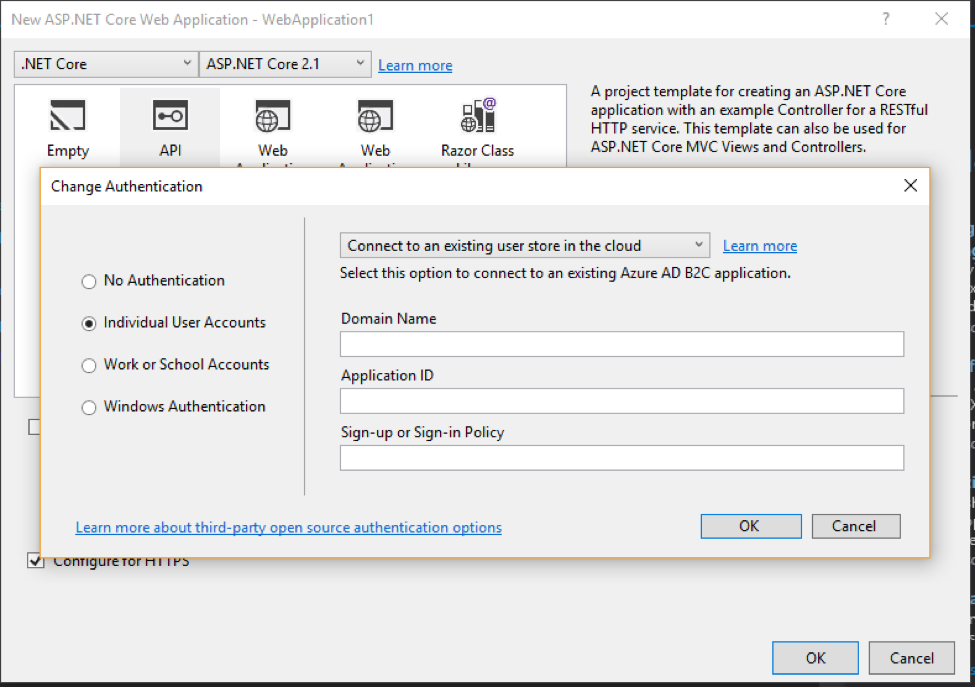 New ASP.NET Core Web Application - WebApplication1
?
.NET Core
ASP.NET Core 2.1
Learn more
Empty
API
Web
Web
Razor Class
A project template for creating an ASP.NET Core
application with an example Controller for a RESTful
HTTP service. This template can also be used for
ASP.NET Core MVC Views and Controllers.
Change Authentication
No Authentication
Individual User Accounts
Work or School Accounts
Windows Authentication
Connect to an existing user store in the cloud
Learn more
Select this option to connect to an existing Azure AD B2C application.
Domain Name
Application ID
Sign-up or Sign-in Policy
Learn more about third-party open source authentication options
OK
Cancel
Configure for HTTPS
OK
Cancel